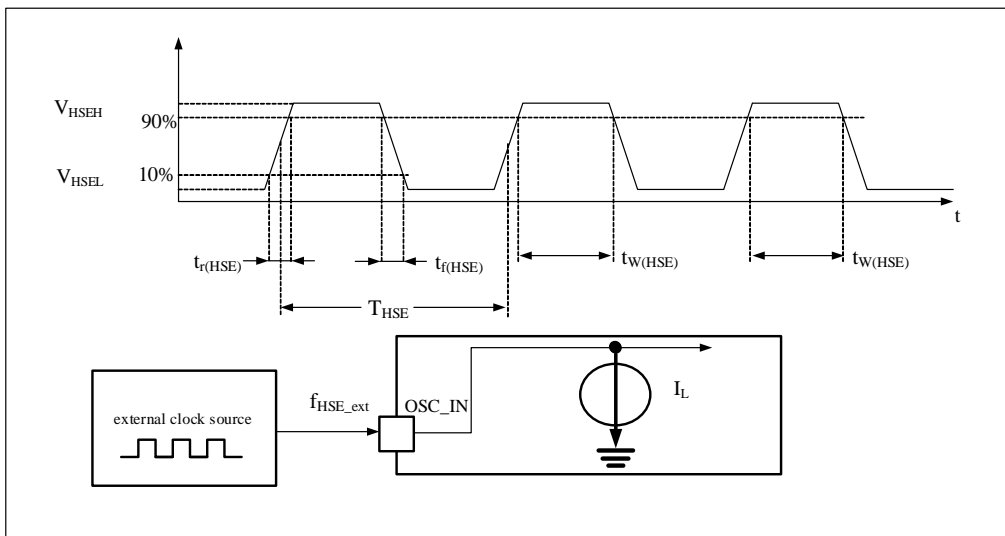 V_HSEH
90%
V_HSEL
10%
t
t_r(HSE)
t_f(HSE)
t_W(HSE)
t_W(HSE)
T_HSE
external clock source
f_HSE_ext
OSC_IN
I_L